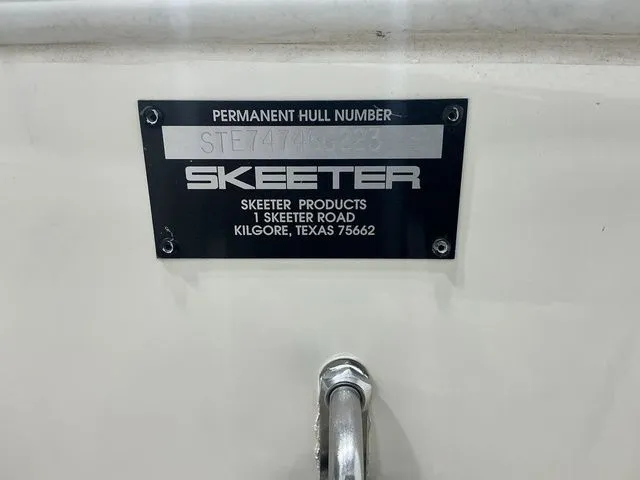 PERMANENT HULL NUMBER
SKEETER
SKEETER PRODUCTS
1 SKEETER ROAD
KILGORE, TEXAS 75662